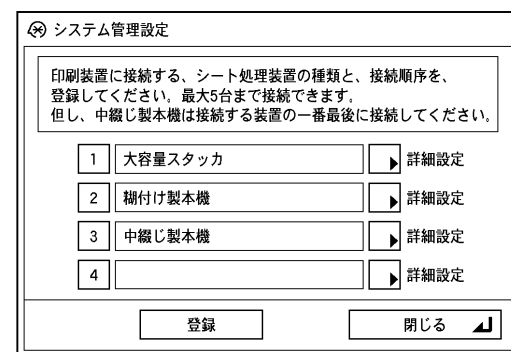 システム管理設定
印刷装置に接続する、シート処理装置の種類と、接続順序を、
登録してください。最大5台まで接続できます。
但し、中綴じ製本機は接続する装置の一番最後に接続してください。
1 大容量スタッカ 詳細設定
2 糊付け製本機 詳細設定
3 中綴じ製本機 詳細設定
4 詳細設定
登録 閉じる